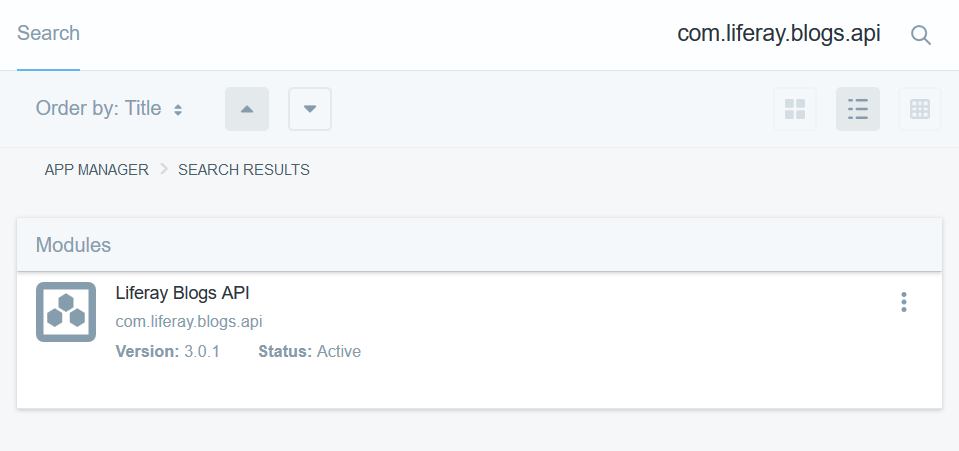 Search com.liferay.blogs.api
Order by: Title
APP MANAGER SEARCH RESULTS
Modules
Liferay Blogs API
com.liferay.blogs.api
Version: 3.0.1 Status: Active